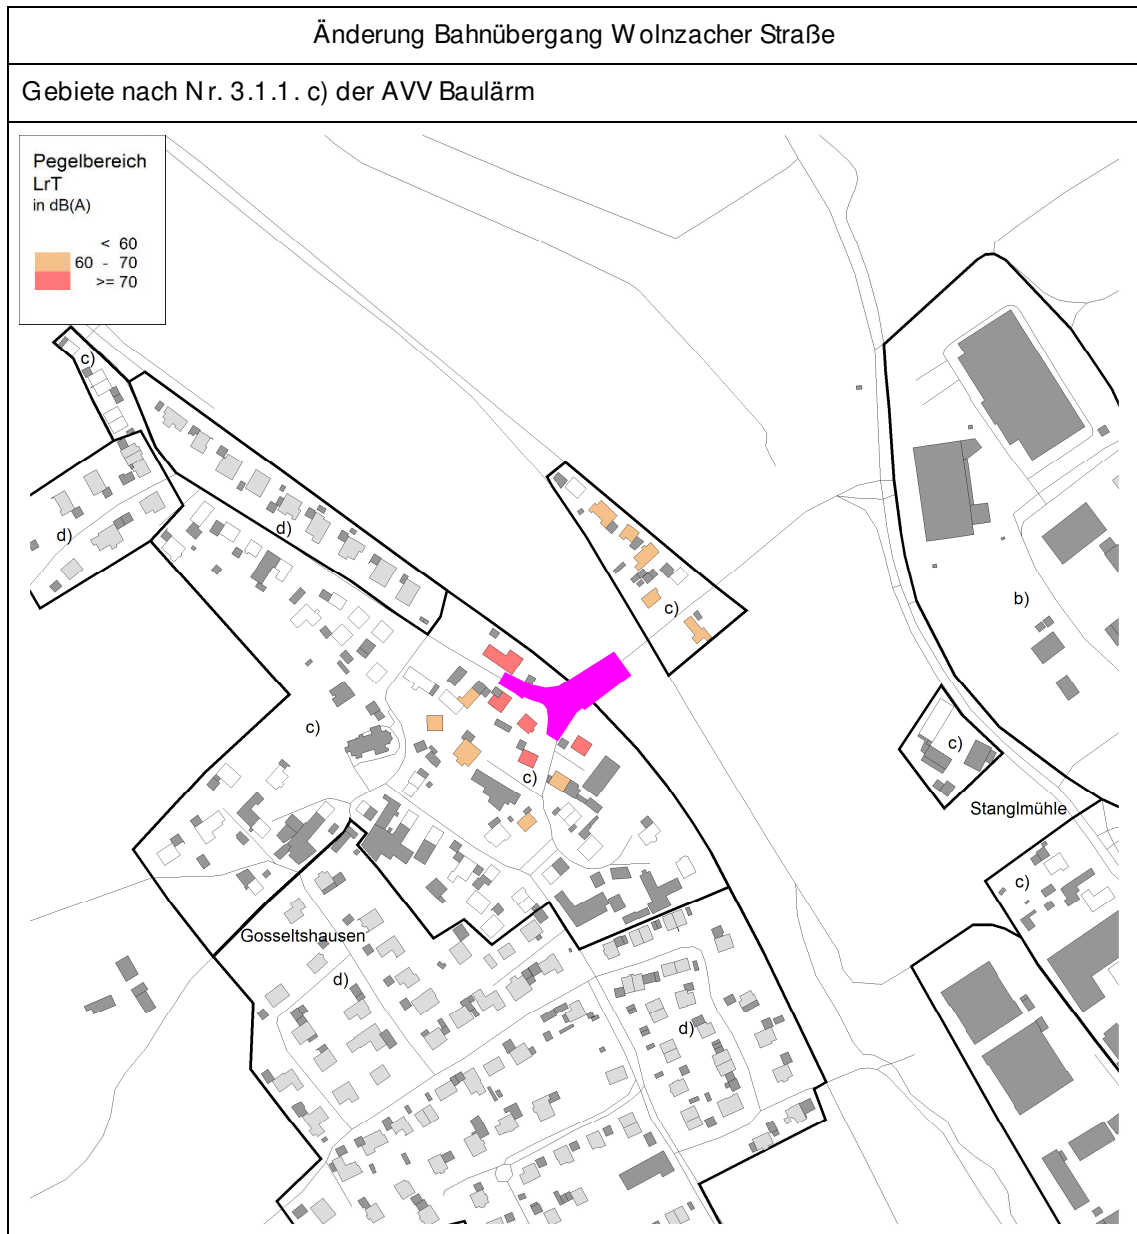 Änderung Bahnübergang Wolnzacher Straße
Gebiete nach Nr. 3.1.1. c) der AVV Baulärm
Pegelbereich
LrT
in dB(A)
< 60
60 - 70
>= 70
c)
d)
d)
c)
b)
c)
c)
c)
Stanglmühle
c)
Gosseltshausen
d)
d)